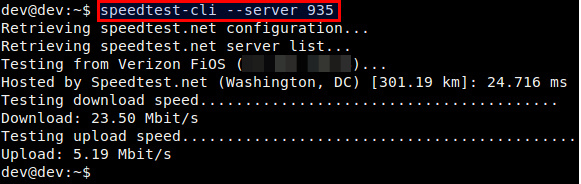 dev@dev:~$ speedtest-cli --server 935
Retrieving speedtest.net configuration...
Retrieving speedtest.net server list...
Testing from Verizon FiOS ( )...
Hosted by Speedtest.net (Washington, DC) [301.19 km]: 24.716 ms
Testing download speed........................................
Download: 23.50 Mbit/s
Testing upload speed..................................................
Upload: 5.19 Mbit/s
dev@dev:~$